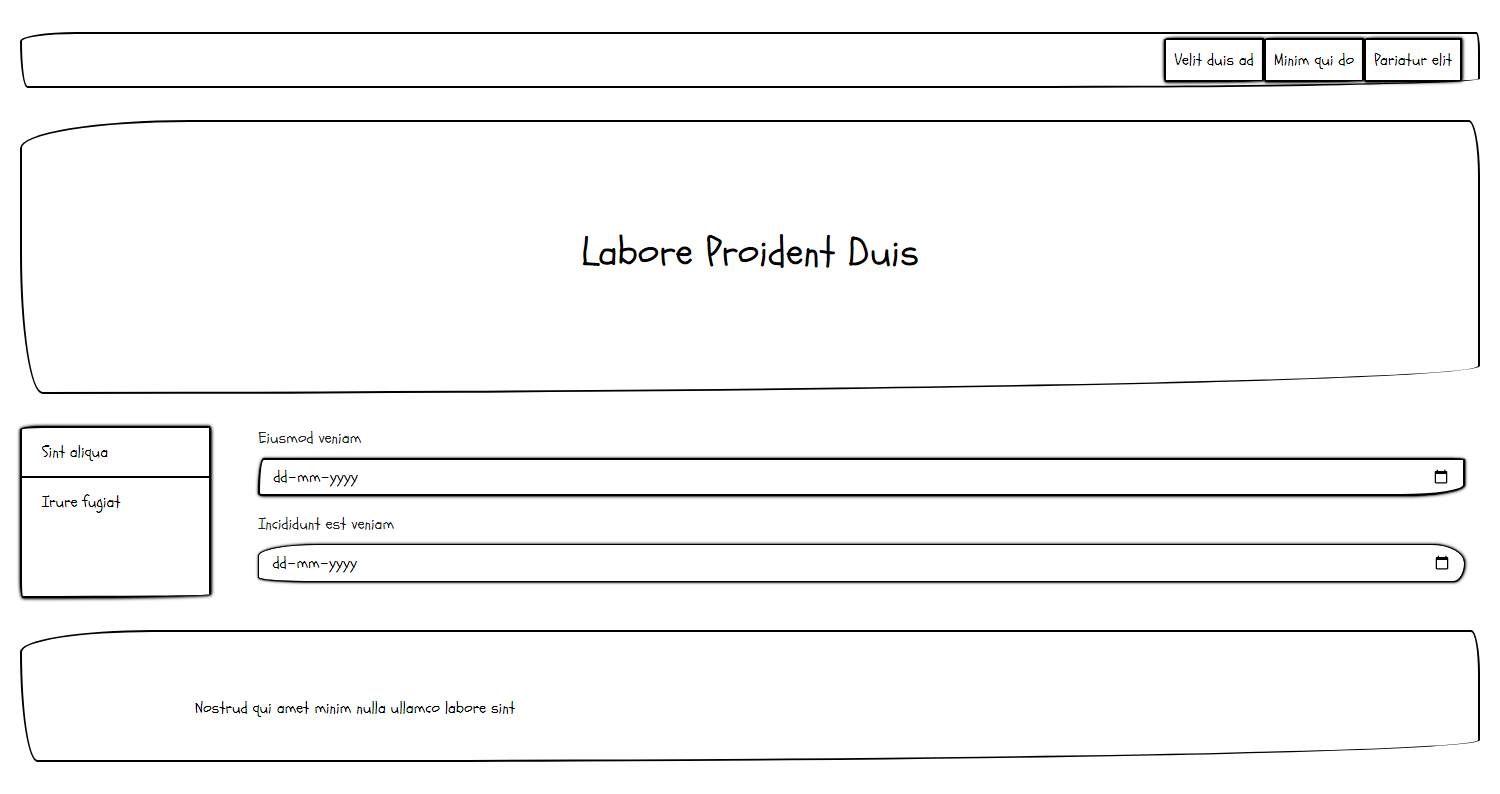 Velit duis ad
Minim qui do
Pariatur elit
Labore Proident Duis
Sint aliqua
Irure fugiat
Eiusmod veniam
dd-mm-yyyy
Incididunt est veniam
dd-mm-yyyy
Nostrud qui amet minim nulla ullamco labore sint